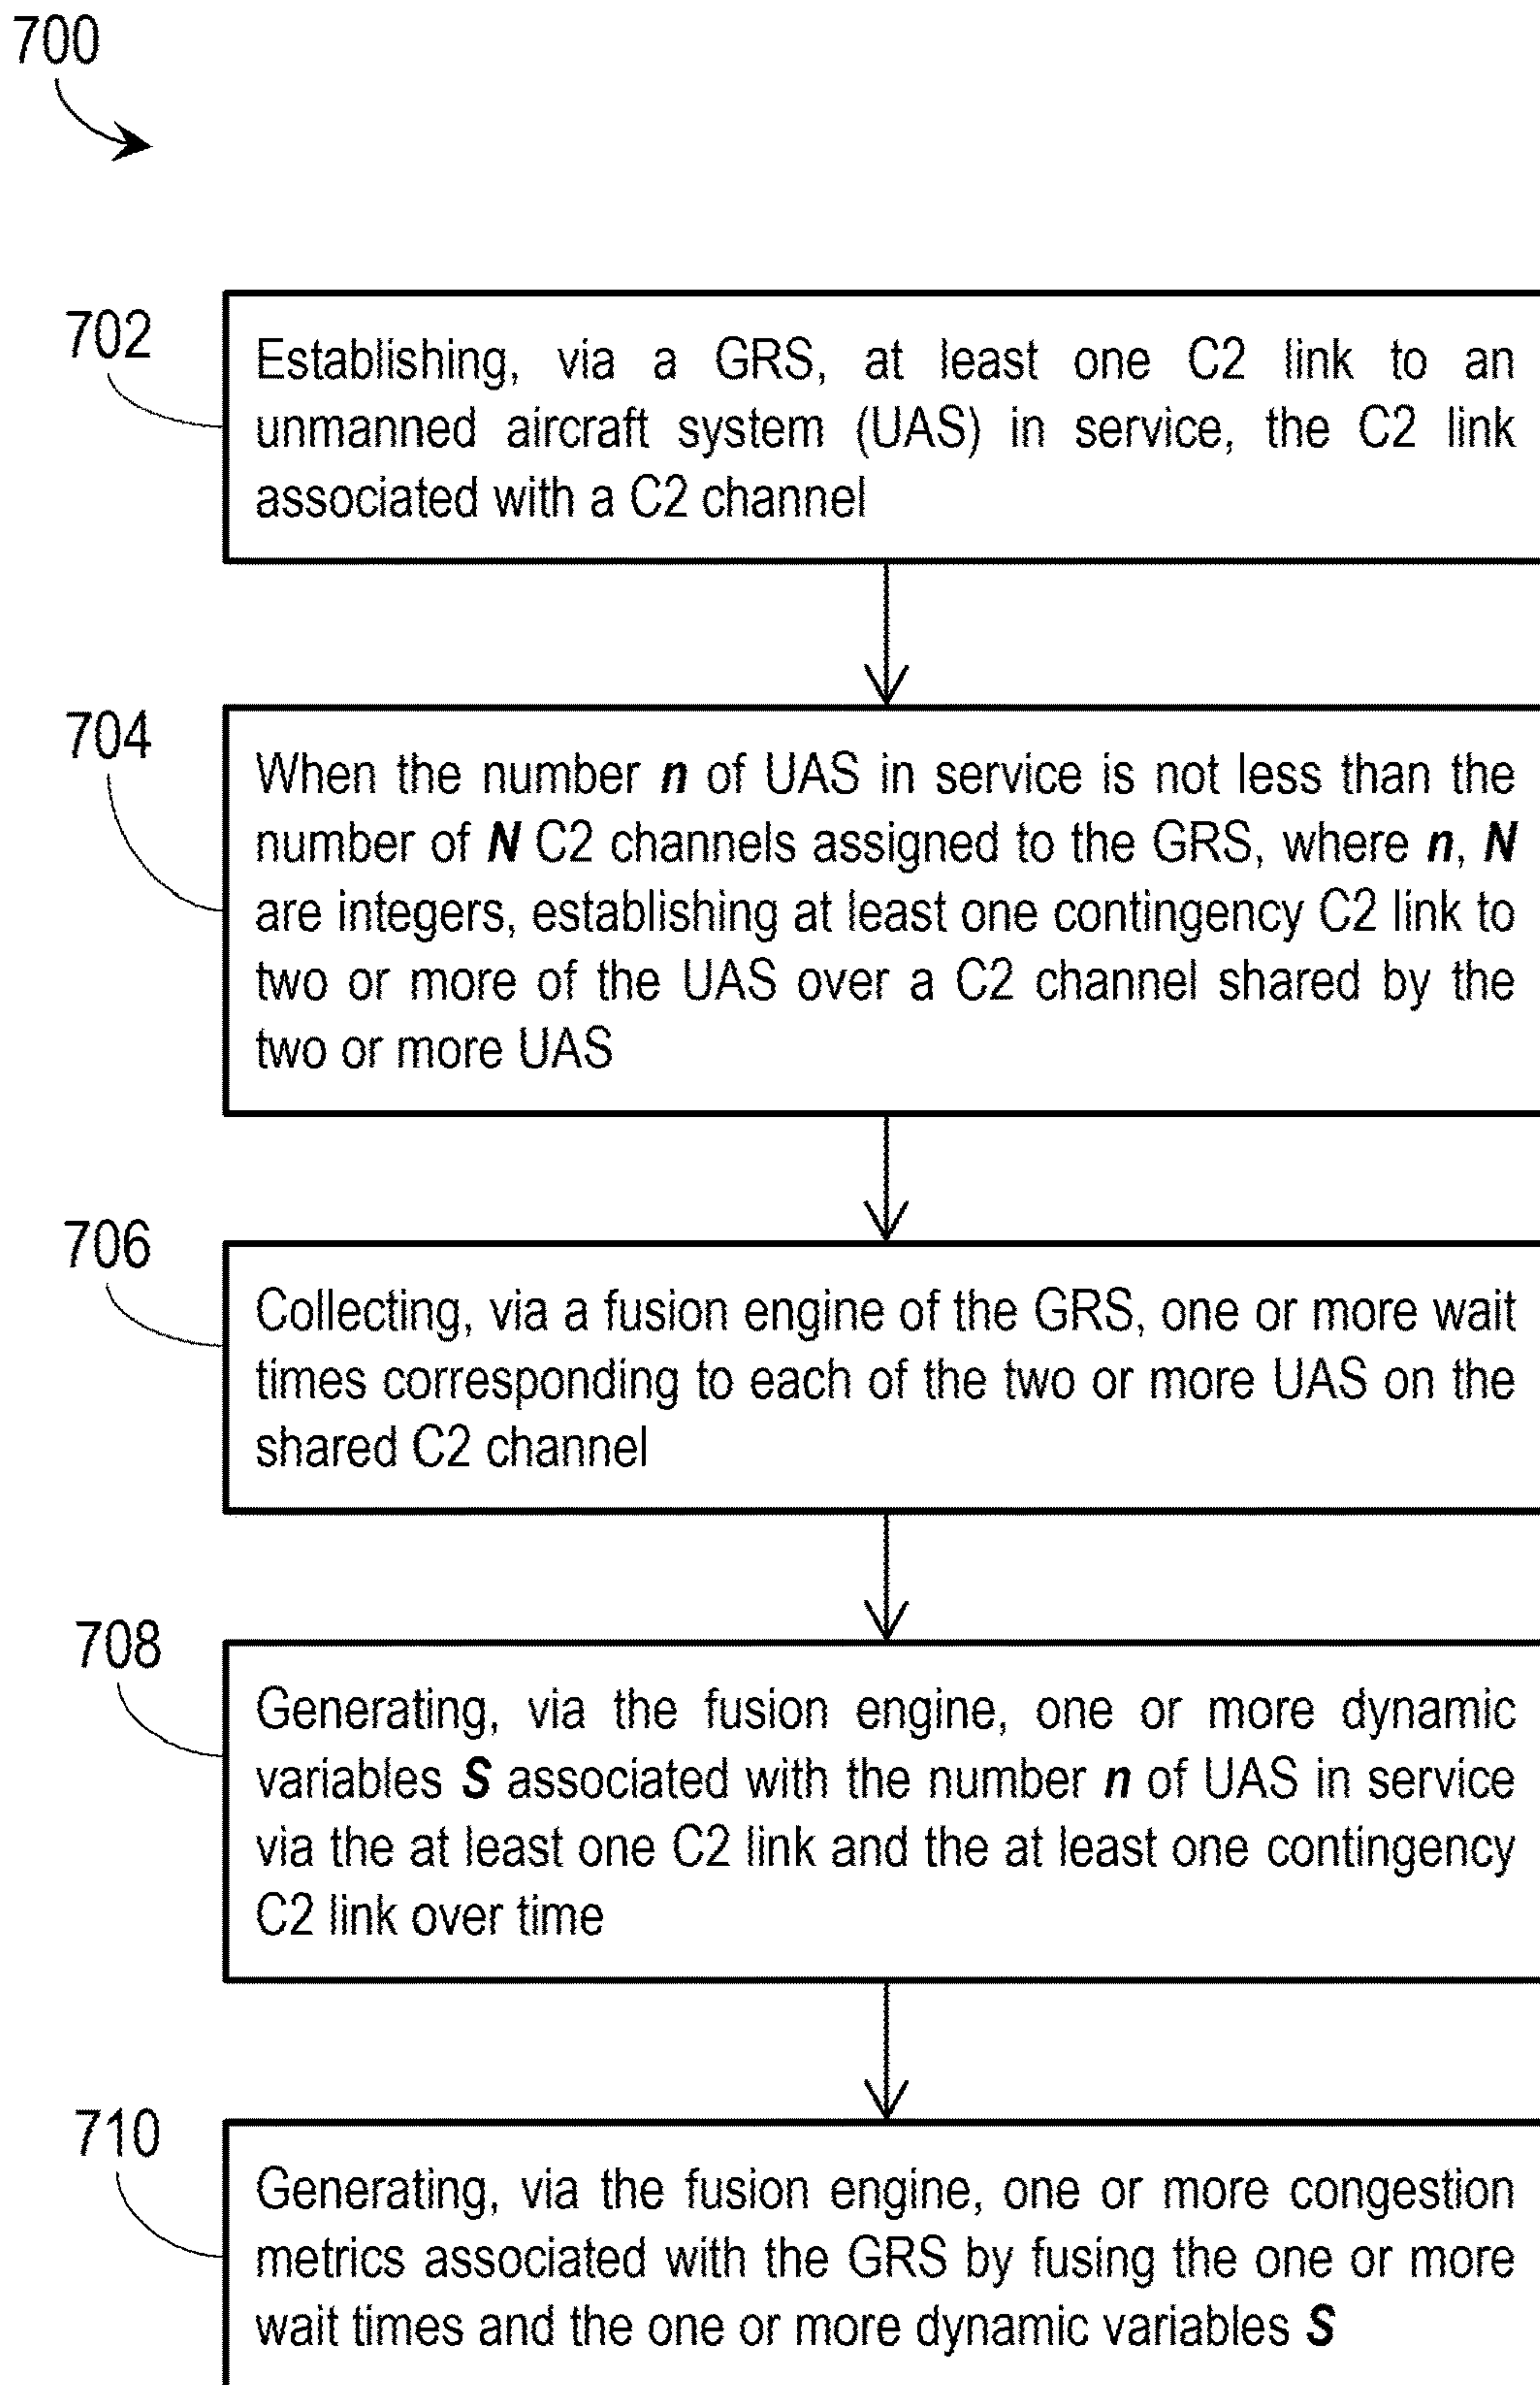 700
702
Establishing, via a GRS, at least one C2 link to an
unmanned aircraft system (UAS) in service, the C2 link
associated with a C2 channel
704
When the number n of UAS in service is not less than the
number of N C2 channels assigned to the GRS, where n, N
are integers, establishing at least one contingency C2 link to
two or more of the UAS over a C2 channel shared by the
two or more UAS
706
Collecting, via a fusion engine of the GRS, one or more wait
times corresponding to each of the two or more UAS on the
shared C2 channel
708
Generating, via the fusion engine, one or more dynamic
variables S associated with the number n of UAS in service
via the at least one C2 link and the at least one contingency
C2 link over time
710
Generating, via the fusion engine, one or more congestion
metrics associated with the GRS by fusing the one or more
wait times and the one or more dynamic variables S